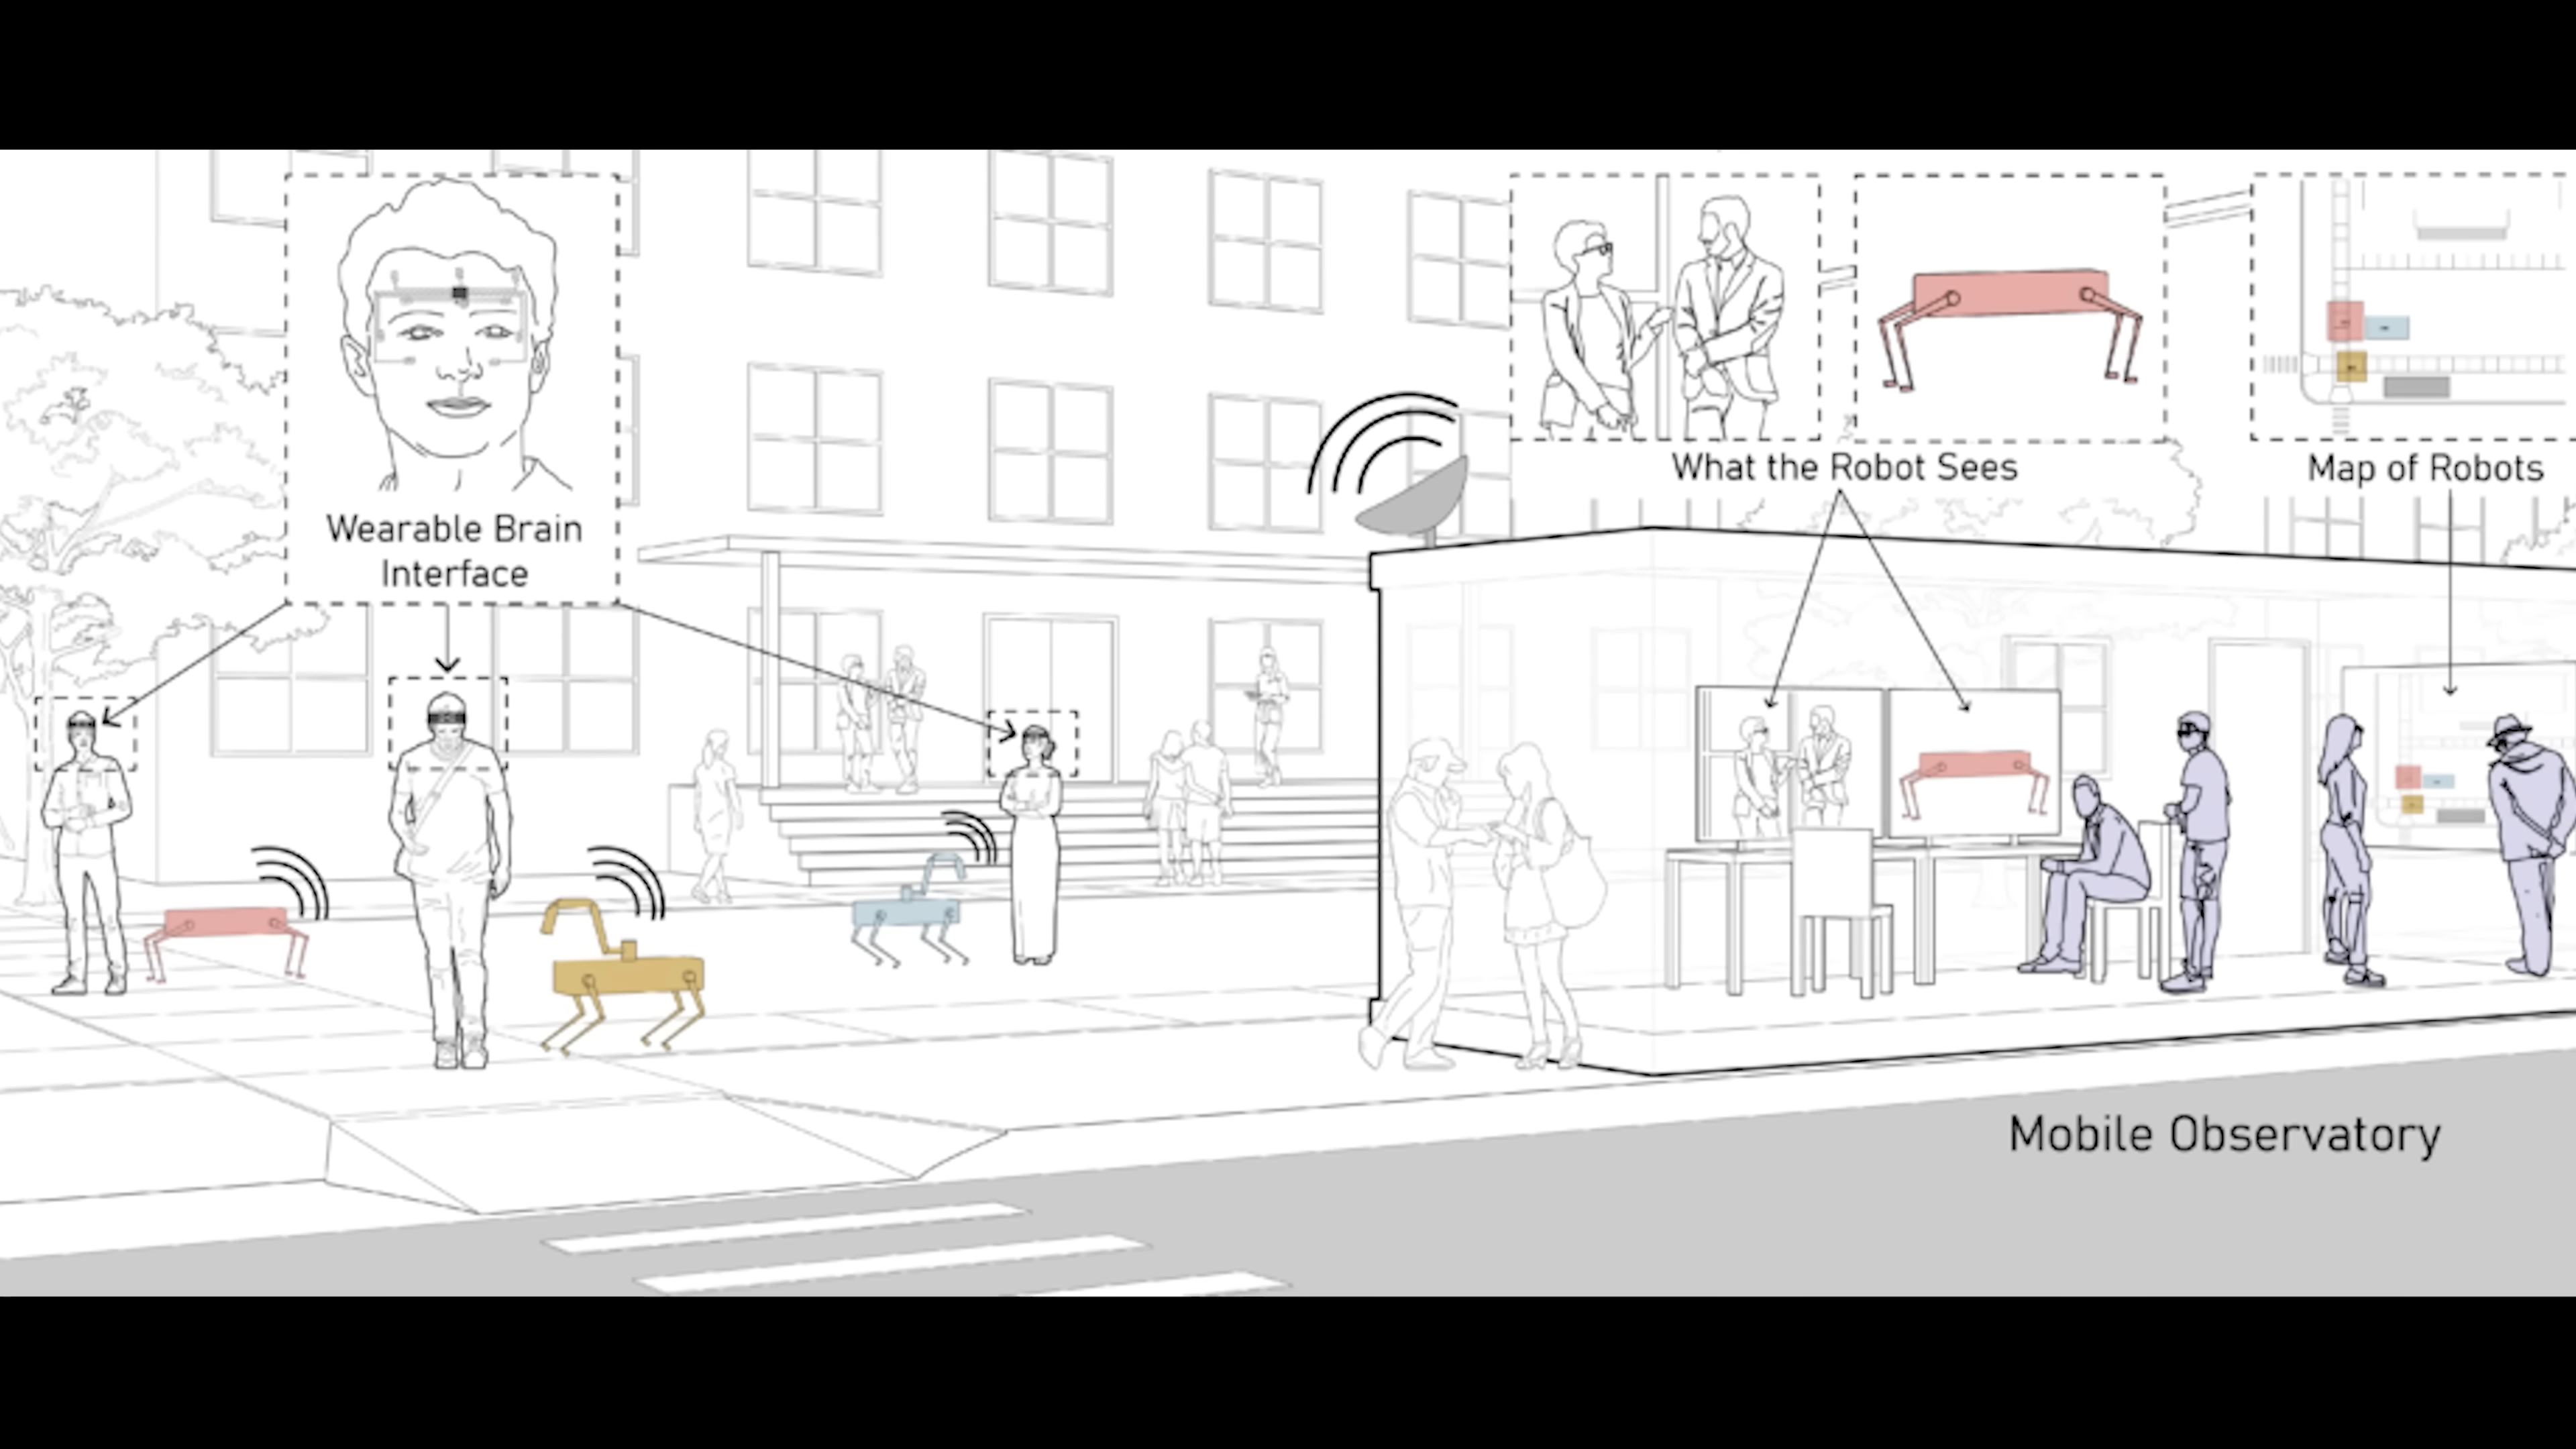 Wearable Brain
Interface
What the Robot Sees
Map of Robots
Mobile Observatory